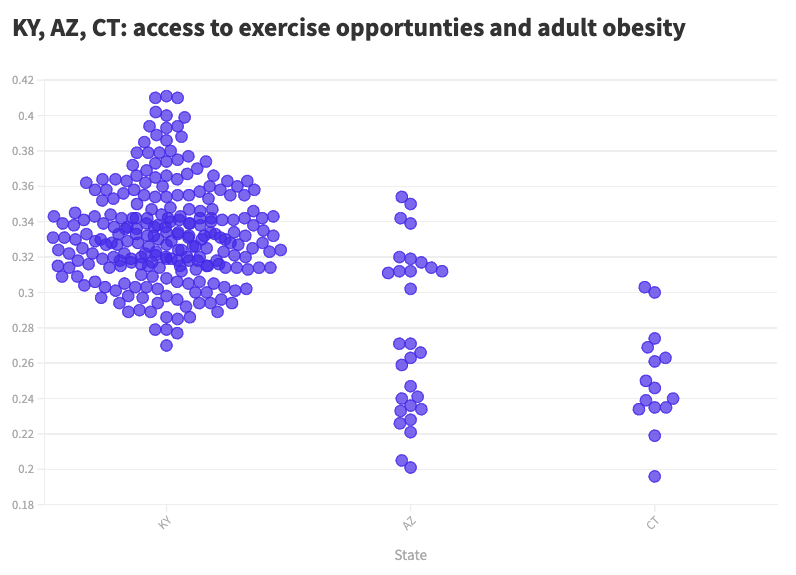 KY, AZ, CT: access to exercise opportunties and adult obesity
0.42
0.4
0.38
0.36
0.34
0.32
0.3
0.28
0.26
0.24
0.22
0.2
0.18
KY
AZ
CT
State